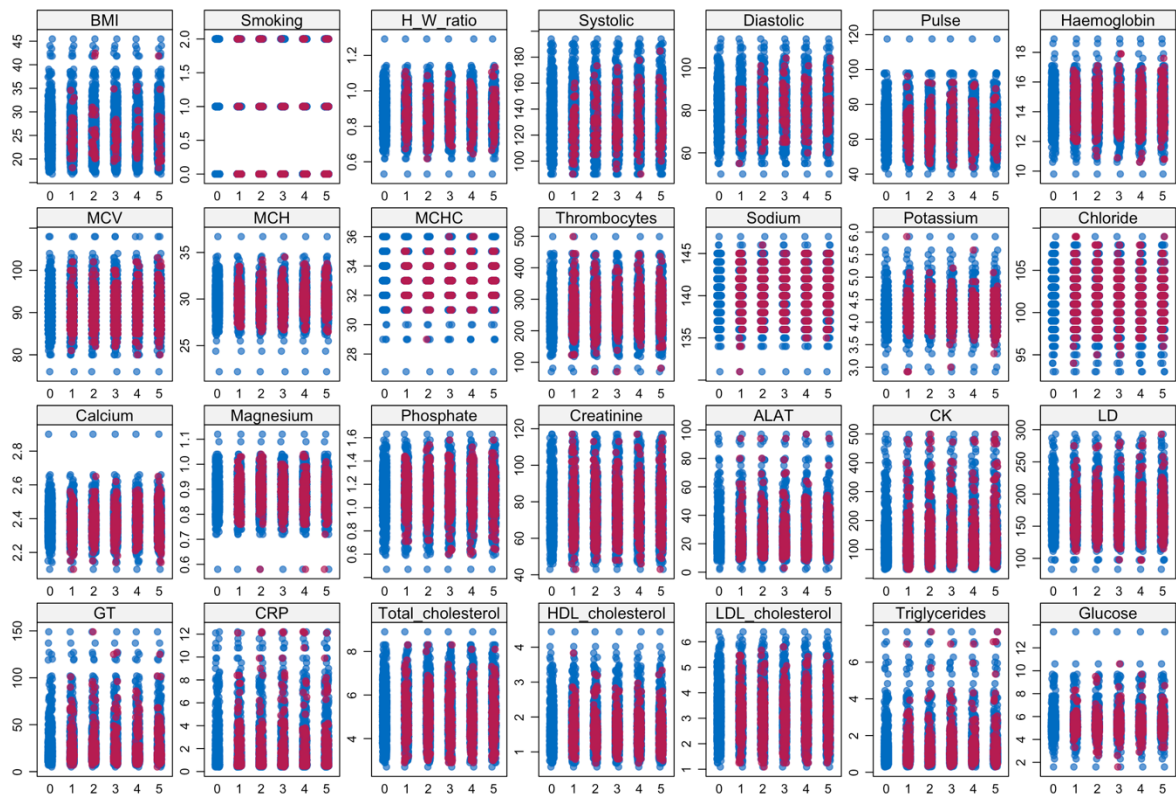 BMI Smoking H_W_ratio Systolic Diastolic Pulse Haemoglobin
20 25 30 35 40 45
0.0 0.5 1.0 1.5 2.0
0.6 0.8 1.0 1.2
100 120 140 160 180
60 80 100
40 60 80 100 120
10 12 14 16 18
0 1 2 3 4 5 0 1 2 3 4 5 0 1 2 3 4 5 0 1 2 3 4 5 0 1 2 3 4 5 0 1 2 3 4 5 0 1 2 3 4 5
MCV MCH MCHC Thrombocytes Sodium Potassium Chloride
80 90 100
25 30
28 30 32 34 36
100 200 300 400 500
135 140 145
3.0 3.5 4.0 4.5 5.0 5.5 6.0
95 100 105
0 1 2 3 4 5 0 1 2 3 4 5 0 1 2 3 4 5 0 1 2 3 4 5 0 1 2 3 4 5 0 1 2 3 4 5 0 1 2 3 4 5
Calcium Magnesium Phosphate Creatinine ALAT CK LD
2.2 2.4 2.6 2.8
0.6 0.7 0.8 0.9 1.0 1.1
0.6 0.8 1.0 1.2 1.4 1.6
40 60 80 100 120
0 20 40 60 80 100
100 200 300 400 500
100 150 200 250 300
0 1 2 3 4 5 0 1 2 3 4 5 0 1 2 3 4 5 0 1 2 3 4 5 0 1 2 3 4 5 0 1 2 3 4 5 0 1 2 3 4 5
GT CRP Total_cholesterol HDL_cholesterol LDL_cholesterol Triglycerides Glucose
0 50 100 150
0 2 4 6 8 10 12
4 6 8
1 2 3 4
1 2 3 4 5 6
0 2 4 6
2 4 6 8 10 12 14
0 1 2 3 4 5 0 1 2 3 4 5 0 1 2 3 4 5 0 1 2 3 4 5 0 1 2 3 4 5 0 1 2 3 4 5 0 1 2 3 4 5